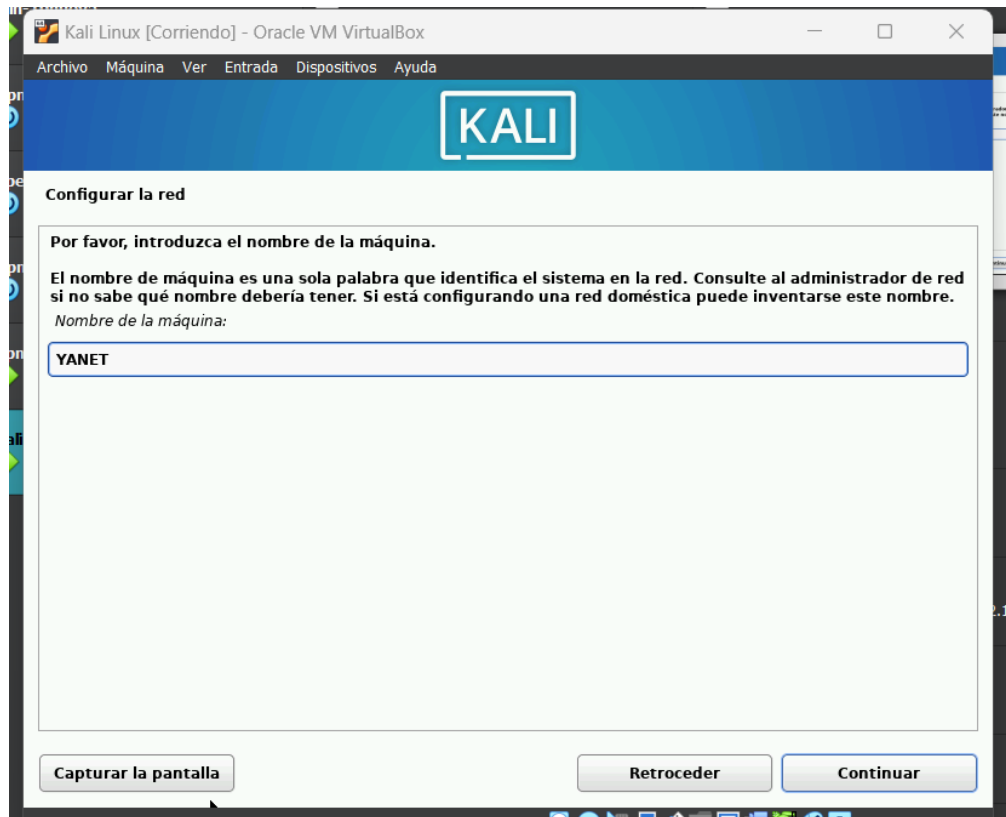 Kali Linux [Corriendo] - Oracle VM VirtualBox
Archivo Máquina Ver Entrada Dispositivos Ayuda
KALI
Configurar la red
Por favor, introduzca el nombre de la máquina.
El nombre de máquina es una sola palabra que identifica el sistema en la red. Consulte al administrador de red
si no sabe qué nombre debería tener. Si está configurando una red doméstica puede inventarse este nombre.
Nombre de la máquina:
YANET
Capturar la pantalla
Retroceder
Continuar